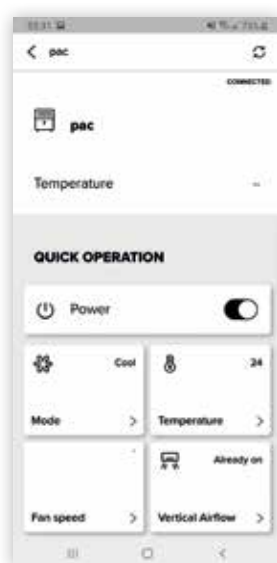 pac
CONNECTED
pac
Temperature --
QUICK OPERATION
Power
Cool
Mode
24
Temperature
Fan speed
Already on
Vertical Airflow